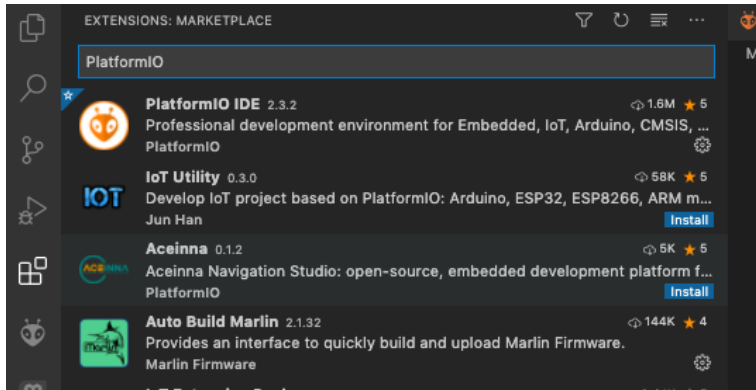 EXTENSIONS: MARKETPLACE
PlatformIO
PlatformIO IDE 2.3.2 1.6M 5
Professional development environment for Embedded, IoT, Arduino, CMSIS, ...
PlatformIO
IOT
IoT Utility 0.3.0 58K 5
Develop IoT project based on PlatformIO: Arduino, ESP32, ESP8266, ARM m...
Jun Han Install
ACEINNA
Aceinna 0.1.2 5K 5
Aceinna Navigation Studio: open-source, embedded development platform f...
PlatformIO Install
Auto Build Marlin 2.1.32 144K 4
Provides an interface to quickly build and upload Marlin Firmware.
Marlin Firmware
M